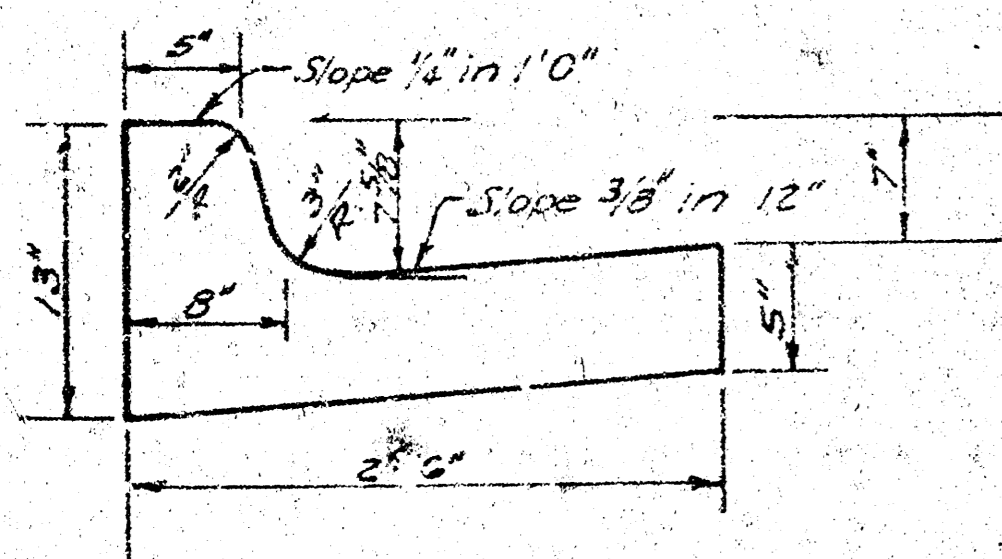 5"
Slope 1/4" in 1'0"
2"
R
3"
R
7 5/8"
Slope 3/8" in 12"
7"
13"
8"
5"
2' 6"